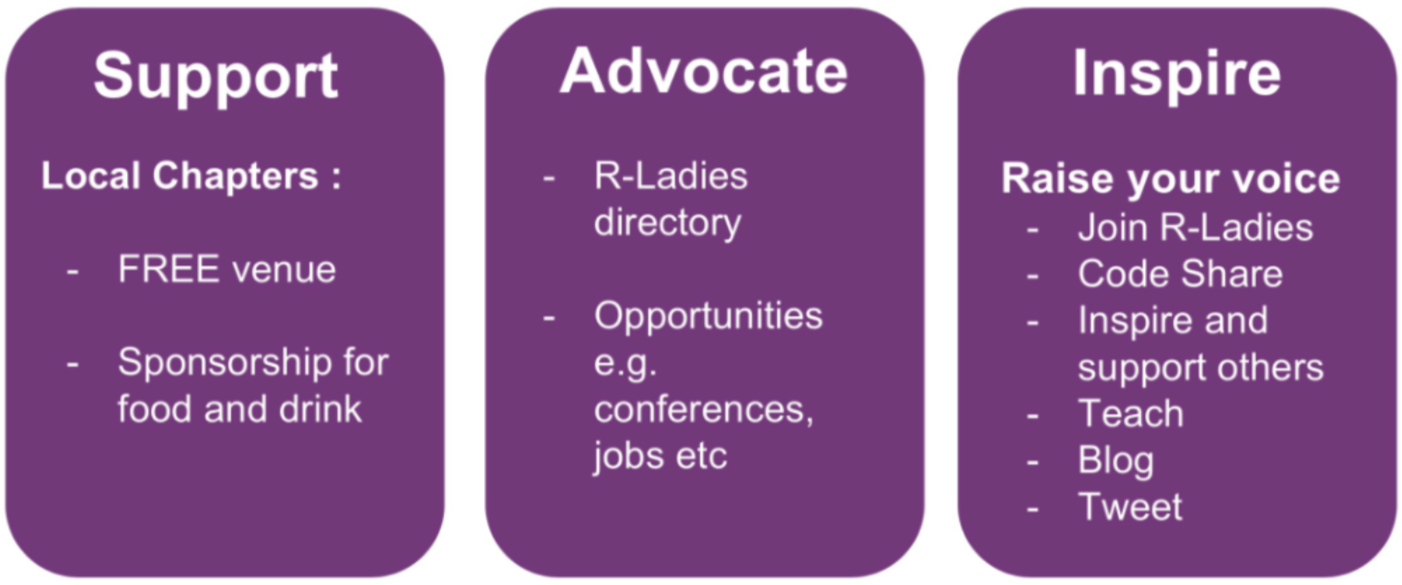 Support
Local Chapters :
- FREE venue
- Sponsorship for
food and drink
Advocate
- R-Ladies
directory
- Opportunities
e.g.
conferences,
jobs etc
Inspire
Raise your voice
- Join R-Ladies
- Code Share
- Inspire and
support others
- Teach
- Blog
- Tweet